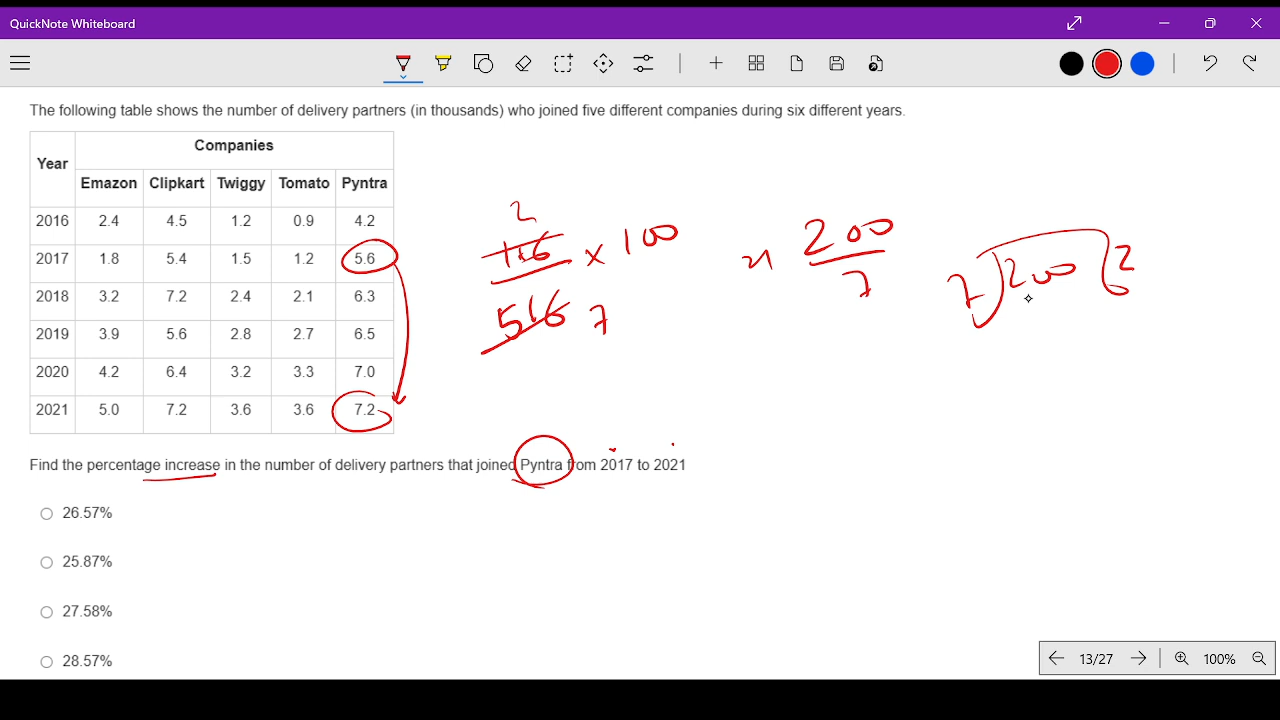 QuickNote Whiteboard
The following table shows the number of delivery partners (in thousands) who joined five different companies during six different years.
Year Companies
Emazon Clipkart Twiggy Tomato Pyntra
2016 2.4 4.5 1.2 0.9 4.2
2017 1.8 5.4 1.5 1.2 5.6
2018 3.2 7.2 2.4 2.1 6.3
2019 3.9 5.6 2.8 2.7 6.5
2020 4.2 6.4 3.2 3.3 7.0
2021 5.0 7.2 3.6 3.6 7.2
2
1.6 x 100
5.6 7
200
7
7 200 2
Find the percentage increase in the number of delivery partners that joined Pyntra from 2017 to 2021
26.57%
25.87%
27.58%
28.57%
13/27 100%